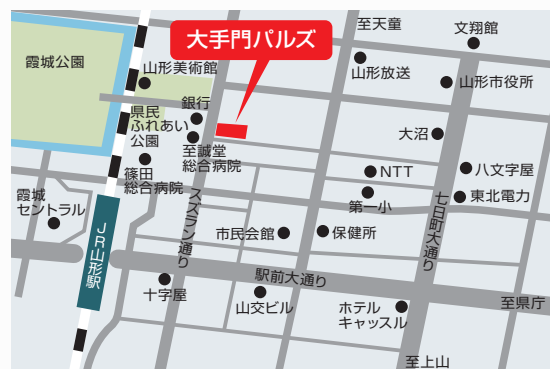 至天童
文翔館
大手門パルズ
霞城公園
山形美術館
山形放送
山形市役所
銀行
県民
ふれあい
公園
大沼
至誠堂
総合病院
篠田
総合病院
NTT
八文字屋
第一小
東北電力
霞城
セントラル
スズラン通り
七日町大通り
JR山形駅
市民会館
保健所
駅前大通り
十字屋
山交ビル
ホテル
キャッスル
至県庁
至上山